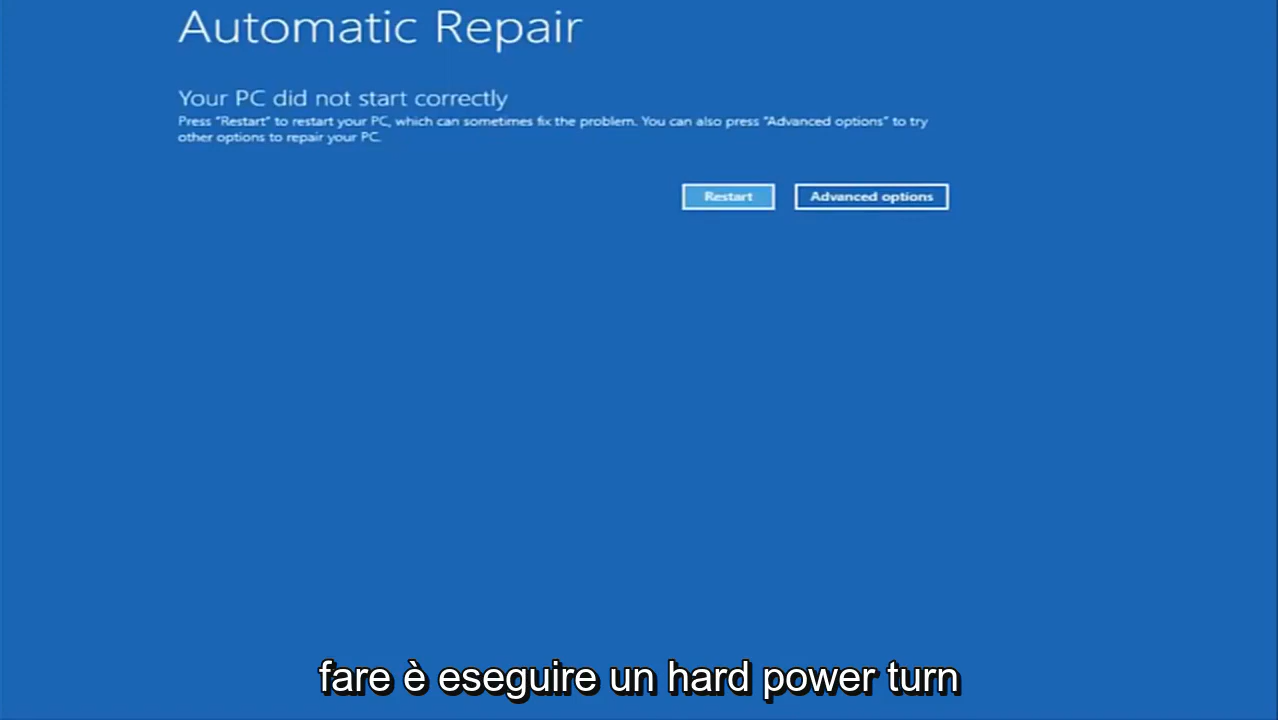 Automatic Repair
Your PC did not start correctly
Press "Restart" to restart your PC, which can sometimes fix the problem. You can also press "Advanced options" to try
other options to repair your PC.
Restart
Advanced options
fare è eseguire un hard power turn